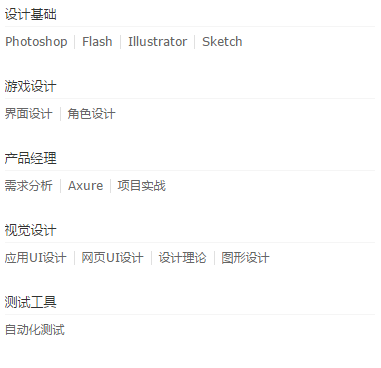 设计基础
Photoshop | Flash | Illustrator | Sketch
游戏设计
界面设计 | 角色设计
产品经理
需求分析 | Axure | 项目实战
视觉设计
应用UI设计 | 网页UI设计 | 设计理论 | 图形设计
测试工具
自动化测试